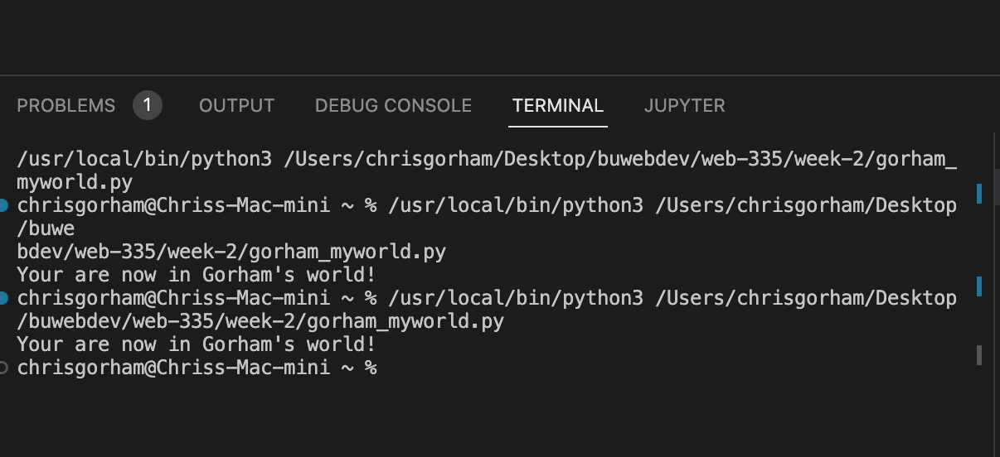 PROBLEMS 1 OUTPUT DEBUG CONSOLE TERMINAL JUPYTER
/usr/local/bin/python3 /Users/chrisgorham/Desktop/buwebdev/web-335/week-2/gorham_
myworld.py
chrisgorham@Chriss-Mac-mini ~ % /usr/local/bin/python3 /Users/chrisgorham/Desktop
/buwe
bdev/web-335/week-2/gorham_myworld.py
Your are now in Gorham's world!
chrisgorham@Chriss-Mac-mini ~ % /usr/local/bin/python3 /Users/chrisgorham/Desktop
/buwebdev/web-335/week-2/gorham_myworld.py
Your are now in Gorham's world!
chrisgorham@Chriss-Mac-mini ~ %